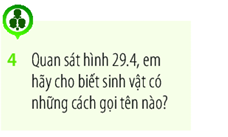 4 Quan sát hình 29.4, em
hãy cho biết sinh vật có
những cách gọi tên nào?